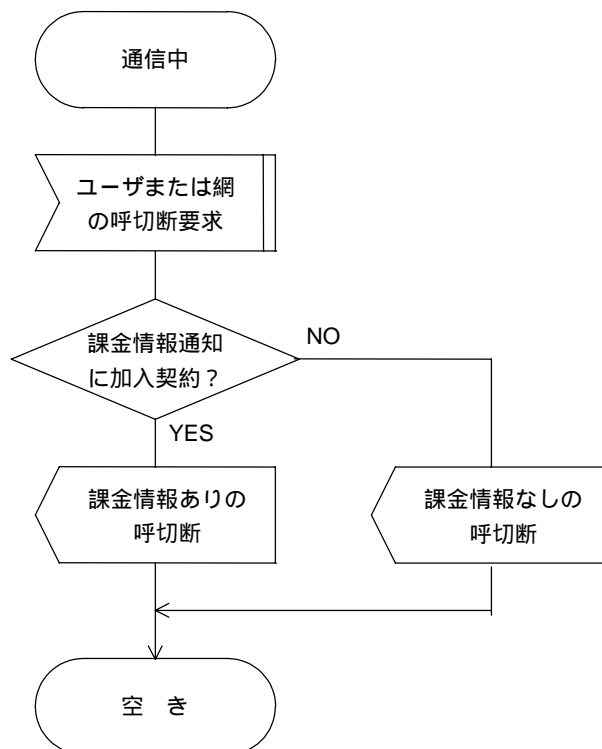 通信中
ユーザまたは網
の呼切断要求
課金情報通知
に加入契約？
NO
YES
課金情報ありの
呼切断
課金情報なしの
呼切断
空 き